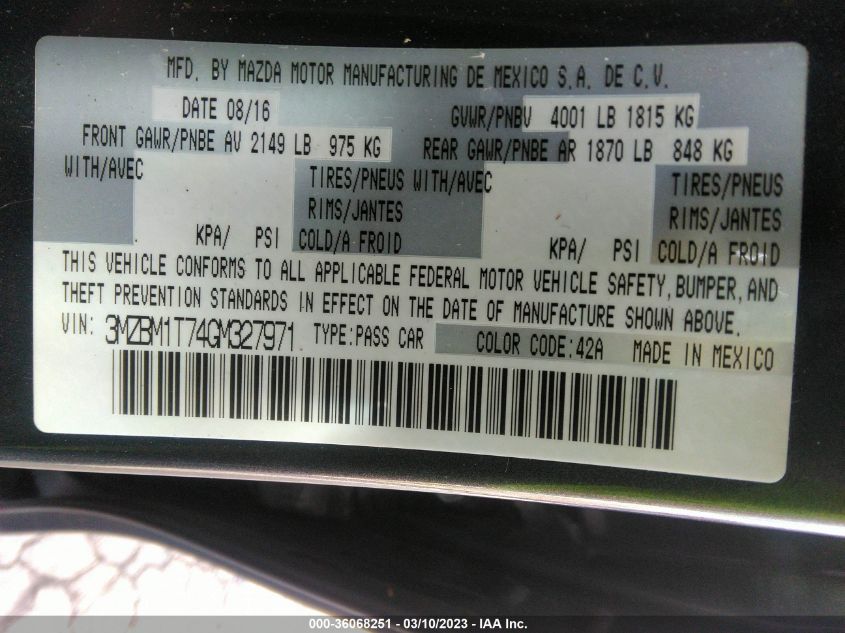 MFD. BY MAZDA MOTOR MANUFACTURING DE MEXICO S.A. DE C.V.
DATE 08/16 GVWR/PNBV 4001 LB 1815 KG
FRONT GAWR/PNBE AV 2149 LB 975 KG REAR GAWR/PNBE AR 1870 LB 848 KG
WITH/AVEC TIRES/PNEUS WITH/AVEC TIRES/PNEUS
RIMS/JANTES RIMS/JANTES
KPA/ PSI COLD/A FROID KPA/ PSI COLD/A FROID
THIS VEHICLE CONFORMS TO ALL APPLICABLE FEDERAL MOTOR VEHICLE SAFETY, BUMPER, AND
THEFT PREVENTION STANDARDS IN EFFECT ON THE DATE OF MANUFACTURE SHOWN ABOVE.
VIN: 3MZBM1T74GM327971 TYPE:PASS CAR COLOR CODE:42A MADE IN MEXICO
000-36068251 - 03/10/2023 - IAA Inc.